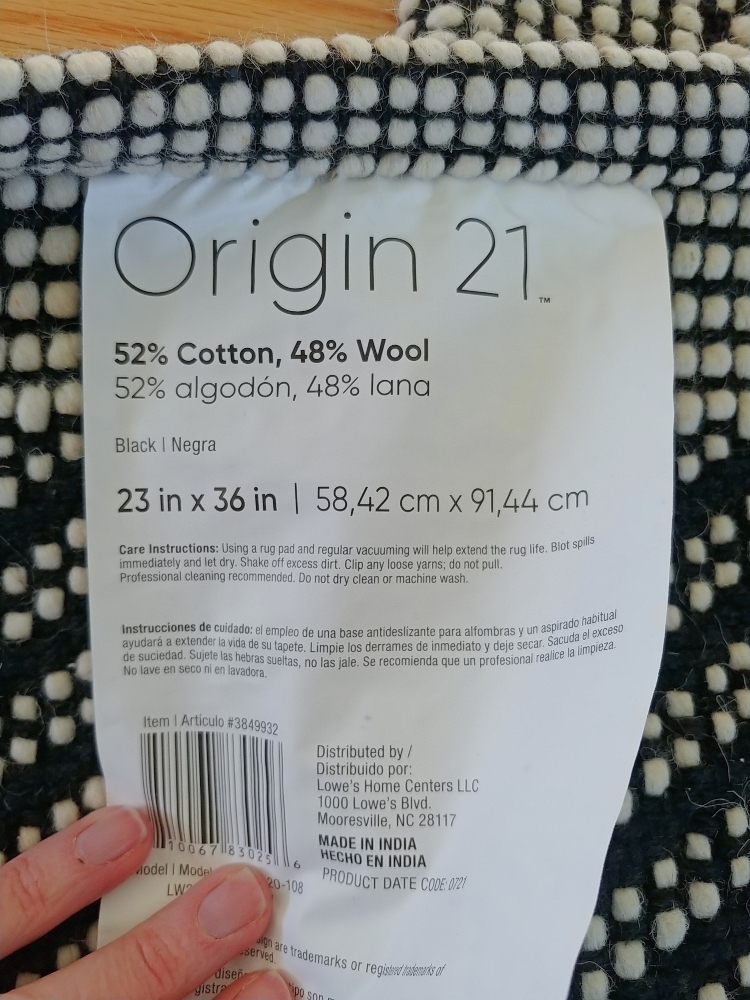 Origin 21™
52% Cotton, 48% Wool
52% algodón, 48% lana
Black | Negra
23 in x 36 in | 58,42 cm x 91,44 cm
Care Instructions: Using a rug pad and regular vacuuming will help extend the rug life. Blot spills
immediately and let dry. Shake off excess dirt. Clip any loose yarns; do not pull.
Professional cleaning recommended. Do not dry clean or machine wash.
Instrucciones de cuidado: el empleo de una base antideslizante para alfombras y un aspirado habitual
ayudará a extender la vida de su tapete. Limpie los derrames de inmediato y deje secar. Sacuda el exceso
de suciedad. Sujete las hebras sueltas, no las jale. Se recomienda que un profesional realice la limpieza.
No lave en seco ni en lavadora.
Item | Artículo #3849932
10067 83025 6
Distributed by /
Distribuido por:
Lowe's Home Centers LLC
1000 Lowe's Blvd.
Mooresville, NC 28117
MADE IN INDIA
HECHO EN INDIA
PRODUCT DATE CODE: 0721
20-108
are trademarks or registered trademarks of